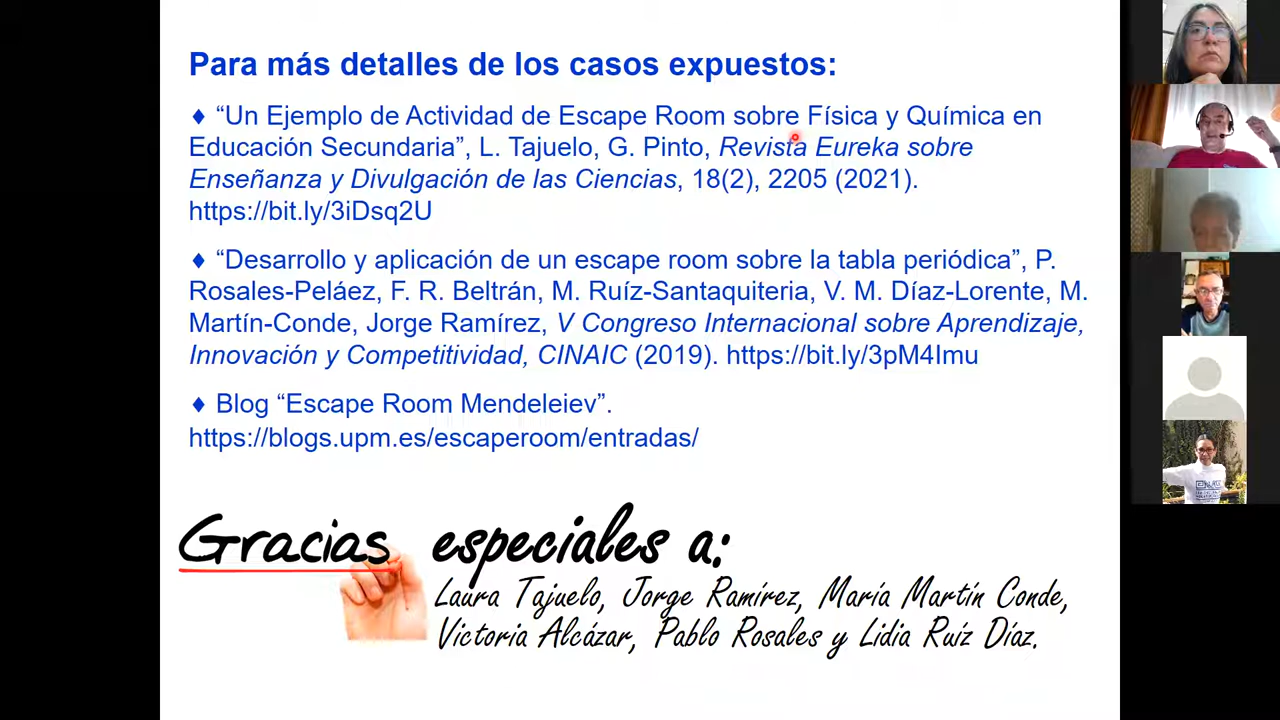 Para más detalles de los casos expuestos:
♦ “Un Ejemplo de Actividad de Escape Room sobre Física y Química en
Educación Secundaria”, L. Tajuelo, G. Pinto, Revista Eureka sobre
Enseñanza y Divulgación de las Ciencias, 18(2), 2205 (2021).
https://bit.ly/3iDsq2U
♦ “Desarrollo y aplicación de un escape room sobre la tabla periódica”, P.
Rosales-Peláez, F. R. Beltrán, M. Ruíz-Santaquiteria, V. M. Díaz-Lorente, M.
Martín-Conde, Jorge Ramírez, V Congreso Internacional sobre Aprendizaje,
Innovación y Competitividad, CINAIC (2019). https://bit.ly/3pM4Imu
♦ Blog “Escape Room Mendeleiev”.
https://blogs.upm.es/escaperoom/entradas/
Gracias especiales a:
Laura Tajuelo, Jorge Ramírez, María Martín Conde,
Victoria Alcázar, Pablo Rosales y Lidia Ruíz Díaz.